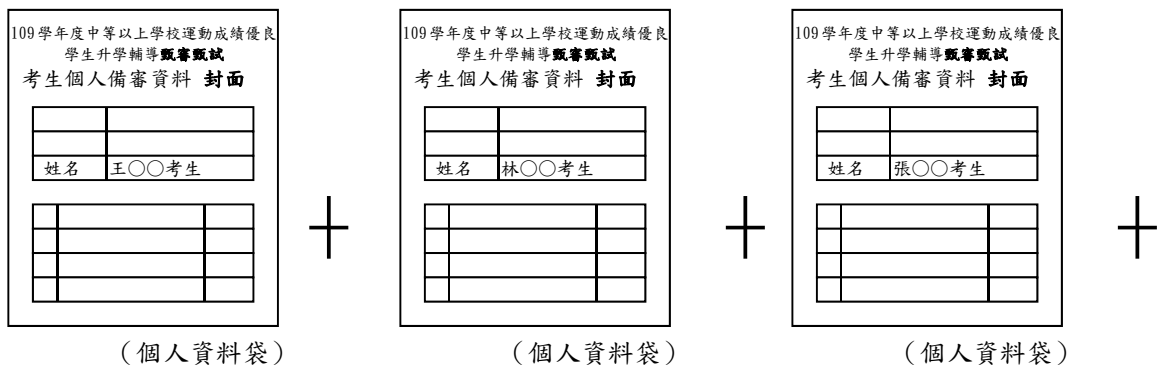 109學年度中等以上學校運動成績優良
學生升學輔導甄審甄試
考生個人備審資料 封面
姓名 王○○考生
(個人資料袋)
+
109學年度中等以上學校運動成績優良
學生升學輔導甄審甄試
考生個人備審資料 封面
姓名 林○○考生
(個人資料袋)
+
109學年度中等以上學校運動成績優良
學生升學輔導甄審甄試
考生個人備審資料 封面
姓名 張○○考生
(個人資料袋)
+